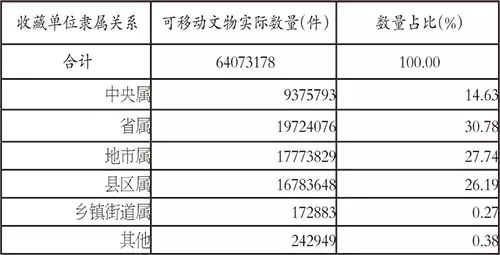 收藏单位隶属关系 可移动文物实际数量(件) 数量占比(%)
合计 64073178 100.00
中央属 9375793 14.63
省属 19724076 30.78
地市属 17773829 27.74
县区属 16783648 26.19
乡镇街道属 172883 0.27
其他 242949 0.38